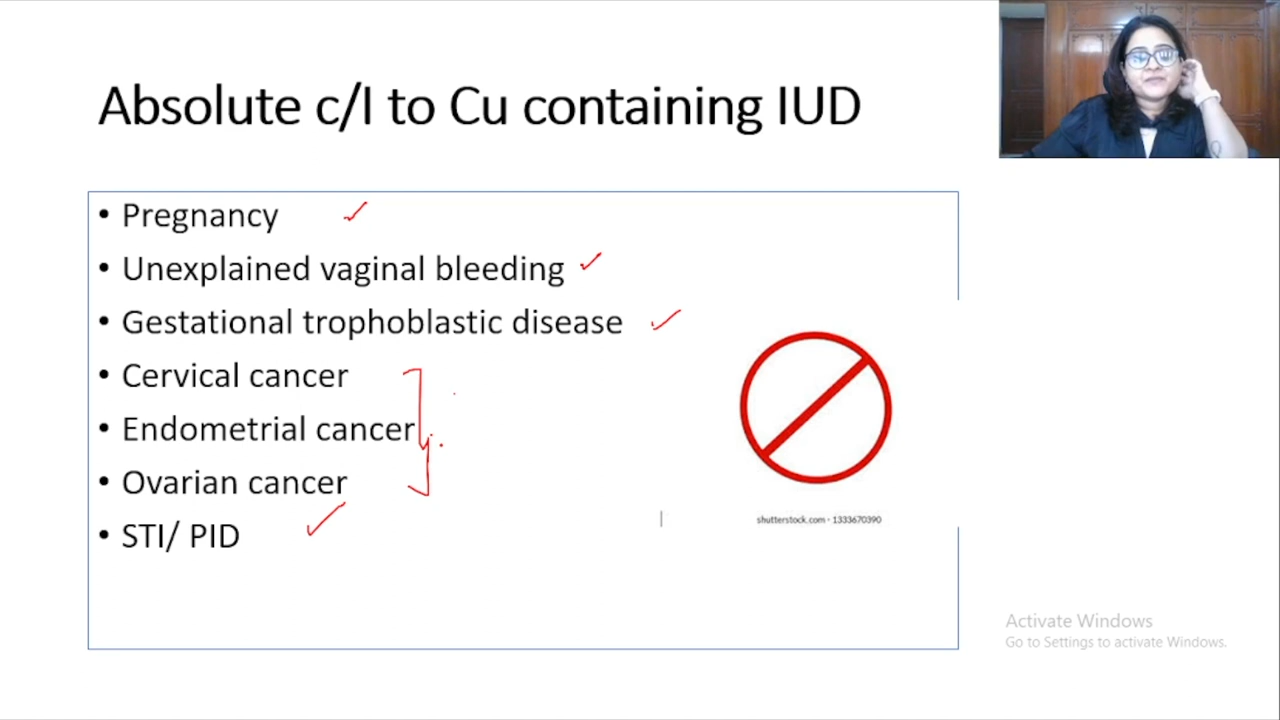 Absolute c/I to Cu containing IUD
• Pregnancy
• Unexplained vaginal bleeding
• Gestational trophoblastic disease
• Cervical cancer
• Endometrial cancer
• Ovarian cancer
• STI/ PID
shutterstock.com · 1333670390
Activate Windows
Go to Settings to activate Windows.